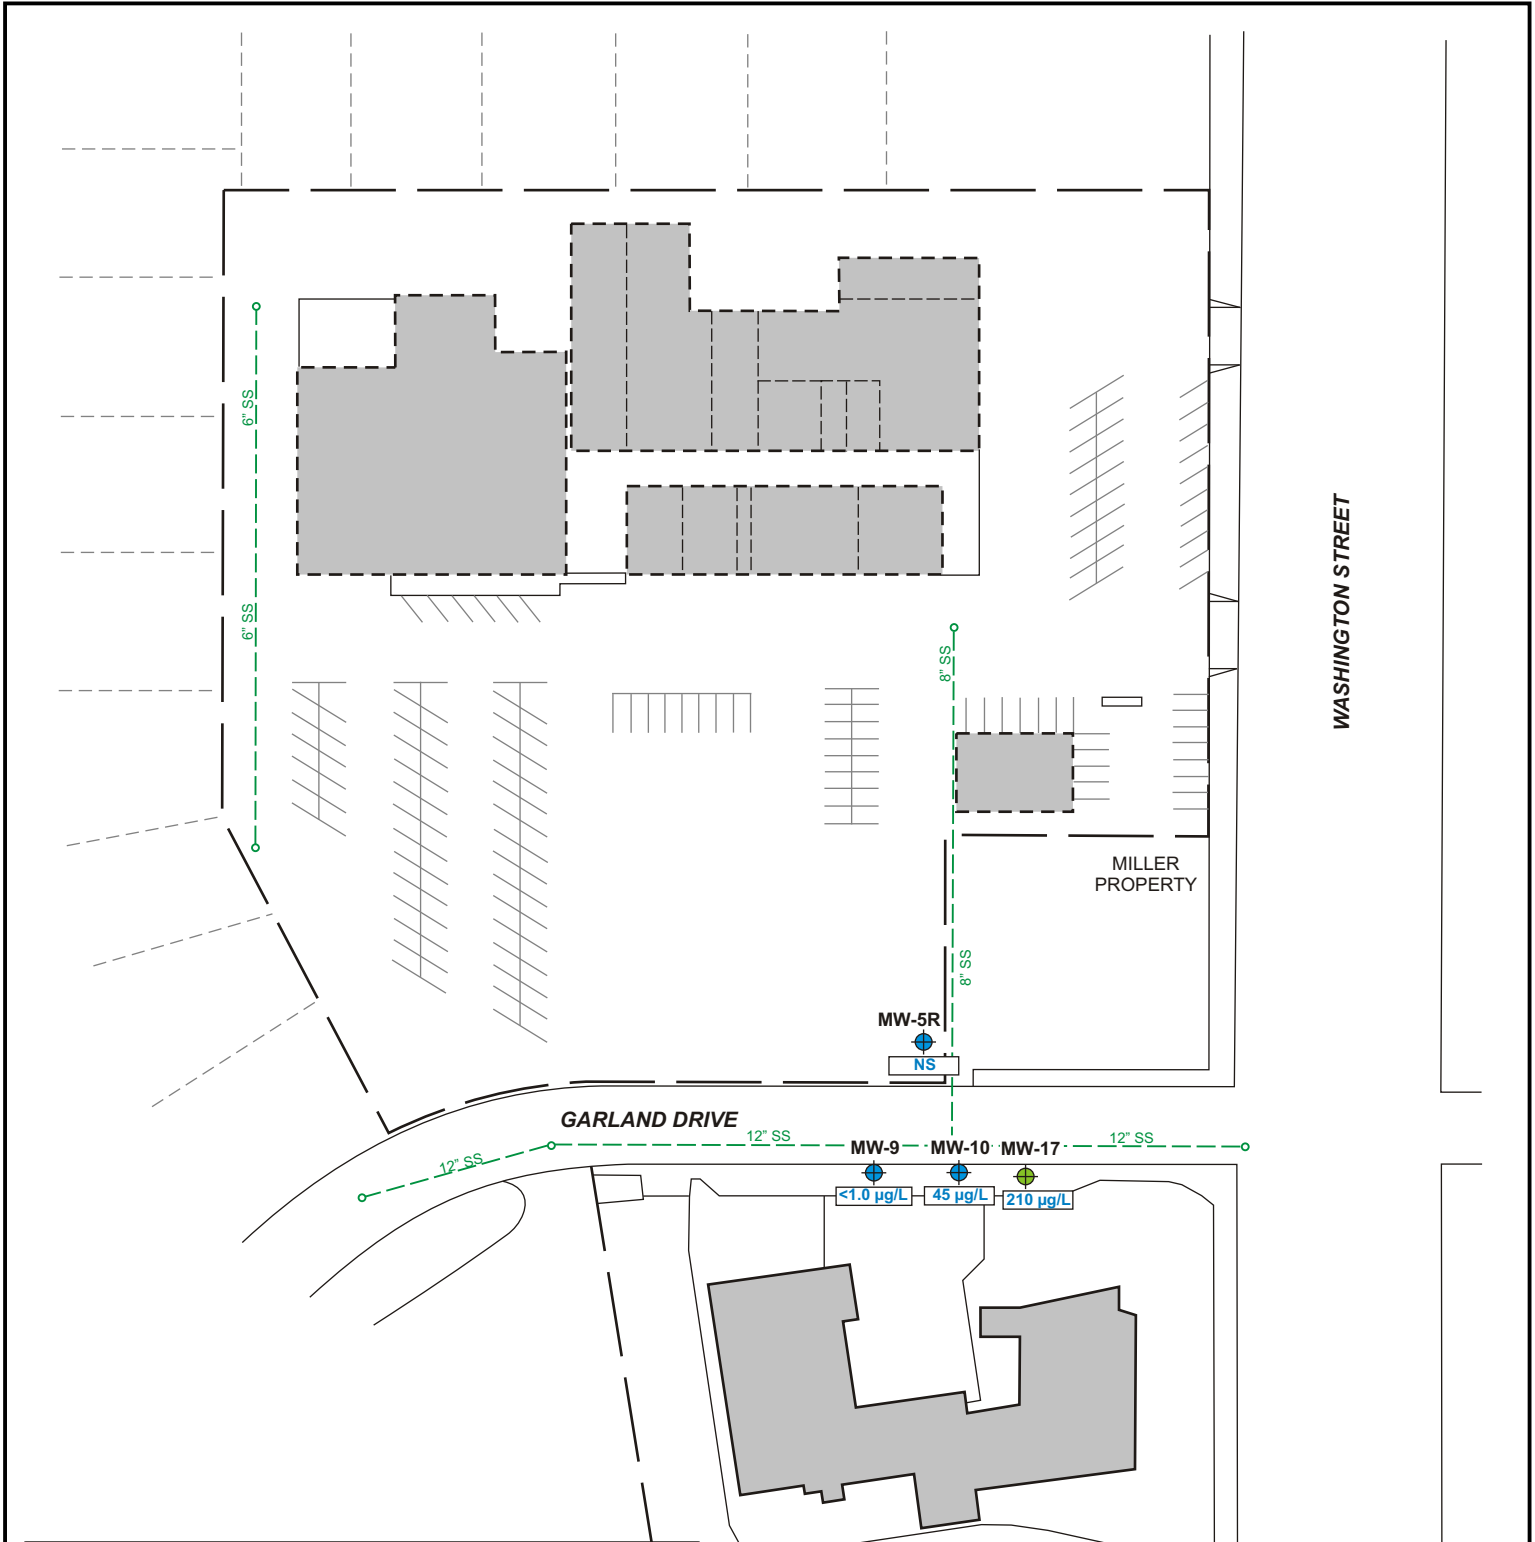 6” SS
6” SS
8” SS
WASHINGTON STREET
MILLER
PROPERTY
8” SS
MW-5R
NS
GARLAND DRIVE
12” SS
12” SS
12” SS
MW-9
MW-10
MW-17
<1.0 µg/L
45 µg/L
210 µg/L